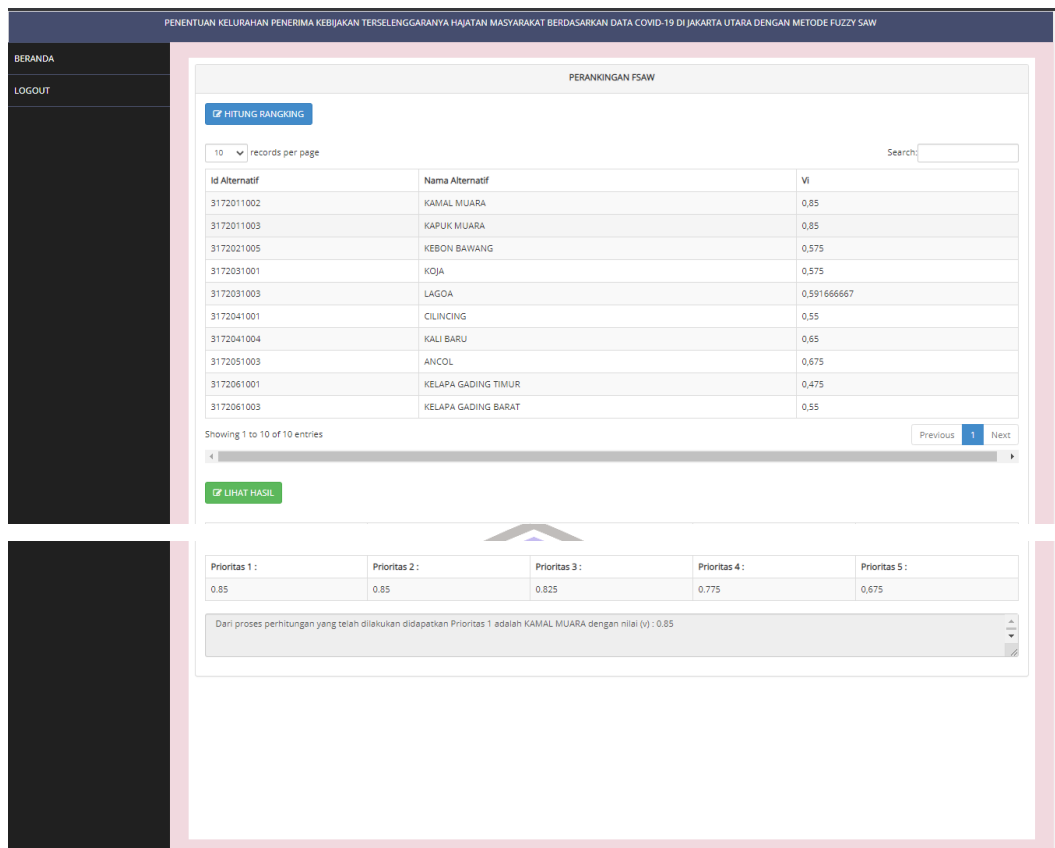 PENENTUAN KELURAHAN PENERIMA KEBIJAKAN TERSELENGGARANYA HAJATAN MASYARAKAT BERDASARKAN DATA COVID-19 DI JAKARTA UTARA DENGAN METODE FUZZY SAW
BERANDA
LOGOUT
PERANKINGAN FSAW
HITUNG RANGKING
10 records per page Search:
Id Alternatif Nama Alternatif Vi
3172011002 KAMAL MUARA 0,85
3172011003 KAPUK MUARA 0,85
3172021005 KEBON BAWANG 0,575
3172031001 KOJA 0,575
3172031003 LAGOA 0,591666667
3172041001 CILINCING 0,55
3172041004 KALI BARU 0,65
3172051003 ANCOL 0,675
3172061001 KELAPA GADING TIMUR 0,475
3172061003 KELAPA GADING BARAT 0,55
Showing 1 to 10 of 10 entries Previous 1 Next
LIHAT HASIL
Prioritas 1 : Prioritas 2 : Prioritas 3 : Prioritas 4 : Prioritas 5 :
0.85 0.85 0.825 0.775 0,675
Dari proses perhitungan yang telah dilakukan didapatkan Prioritas 1 adalah KAMAL MUARA dengan nilai (v) : 0.85